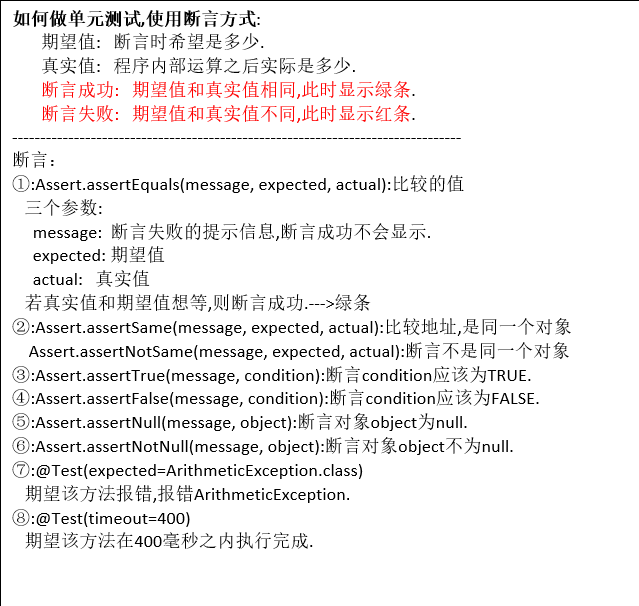 如何做单元测试,使用断言方式:
期望值: 断言时希望是多少.
真实值: 程序内部运算之后实际是多少.
断言成功: 期望值和真实值相同,此时显示绿条.
断言失败: 期望值和真实值不同,此时显示红条.
--------------------------------------------------------------------------------
断言：
①:Assert.assertEquals(message, expected, actual):比较的值
三个参数:
message: 断言失败的提示信息,断言成功不会显示.
expected: 期望值
actual: 真实值
若真实值和期望值想等,则断言成功.--->绿条
②:Assert.assertSame(message, expected, actual):比较地址,是同一个对象
Assert.assertNotSame(message, expected, actual):断言不是同一个对象
③:Assert.assertTrue(message, condition):断言condition应该为TRUE.
④:Assert.assertFalse(message, condition):断言condition应该为FALSE.
⑤:Assert.assertNull(message, object):断言对象object为null.
⑥:Assert.assertNotNull(message, object):断言对象object不为null.
⑦:@Test(expected=ArithmeticException.class)
期望该方法报错,报错ArithmeticException.
⑧:@Test(timeout=400)
期望该方法在400毫秒之内执行完成.